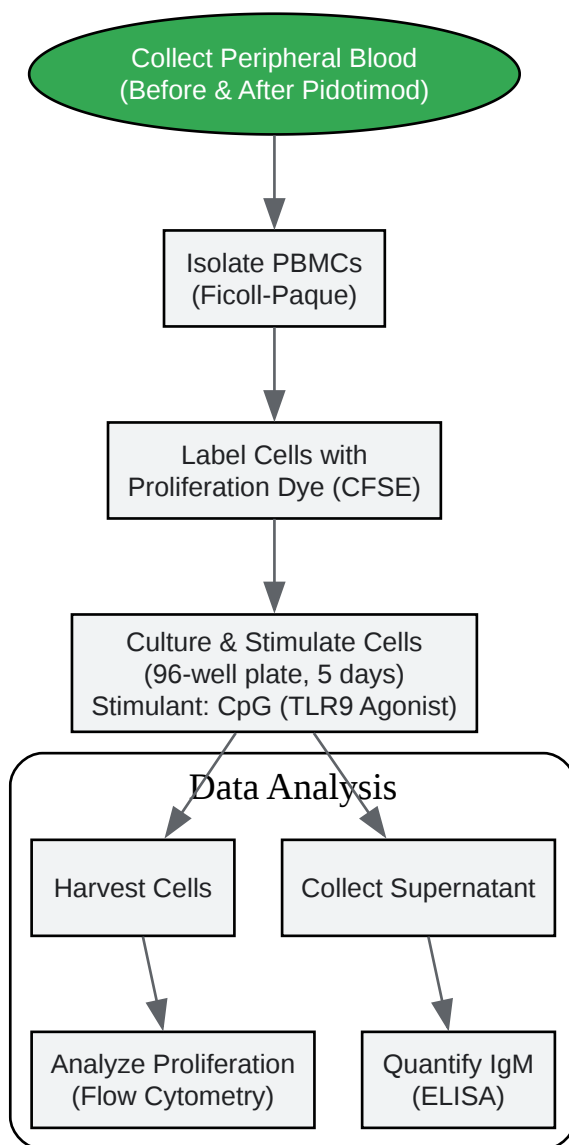 Collect Peripheral Blood
(Before & After Pidotimod)
Isolate PBMCs
(Ficoll-Paque)
Label Cells with
Proliferation Dye (CFSE)
Culture & Stimulate Cells
(96-well plate, 5 days)
Stimulant: CpG (TLR9 Agonist)
Data Analysis
Harvest Cells
Collect Supernatant
Analyze Proliferation
(Flow Cytometry)
Quantify IgM
(ELISA)